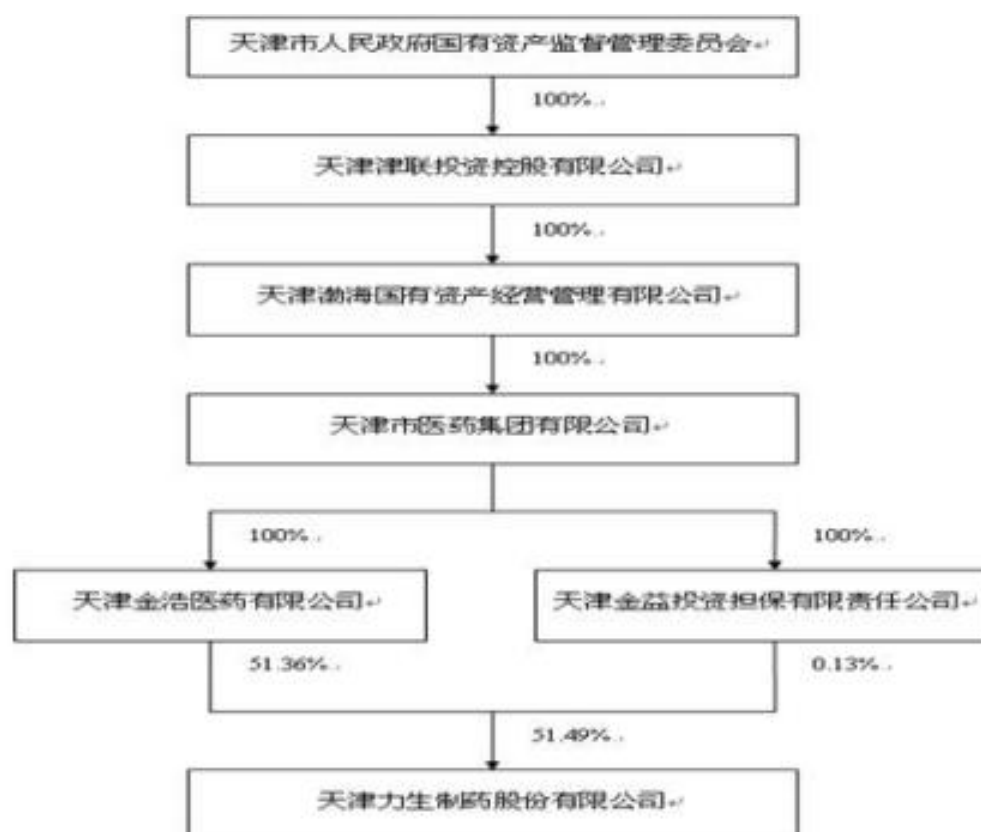 天津市人民政府国有资产监督管理委员会
100%
天津津联投资控股有限公司
100%
天津渤海国有资产经营管理有限公司
100%
天津市医药集团有限公司
100%
100%
天津金浩医药有限公司
天津金益投资担保有限责任公司
51.36%
0.13%
51.49%
天津力生制药股份有限公司